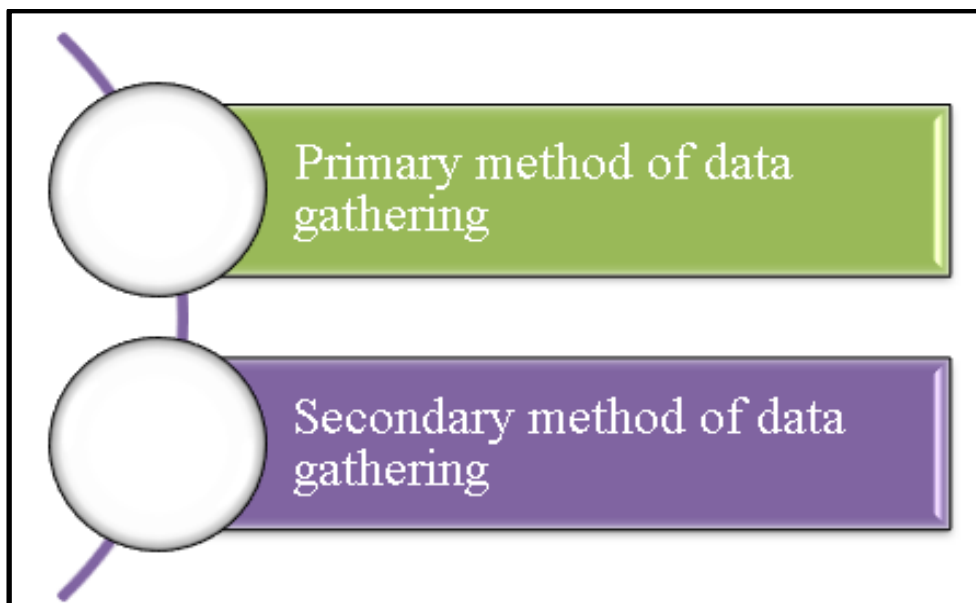 Primary method of data
gathering
Secondary method of data
gathering